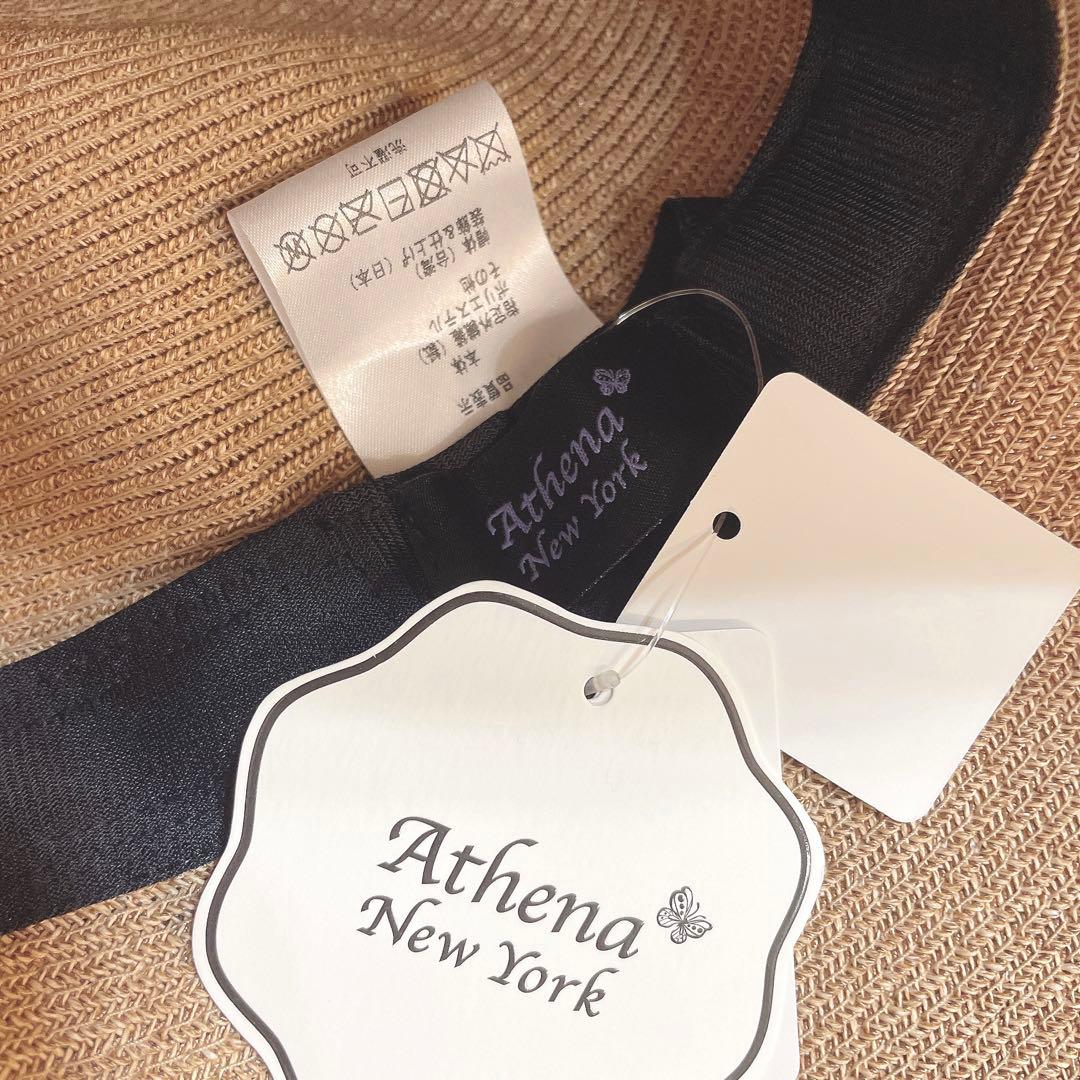 品質表示
本体
指定外繊維（紙）
ポリエステル
その他
帽体（台湾）
装飾&仕上げ（日本）
洗濯不可
Athena
New York
Athena
New York